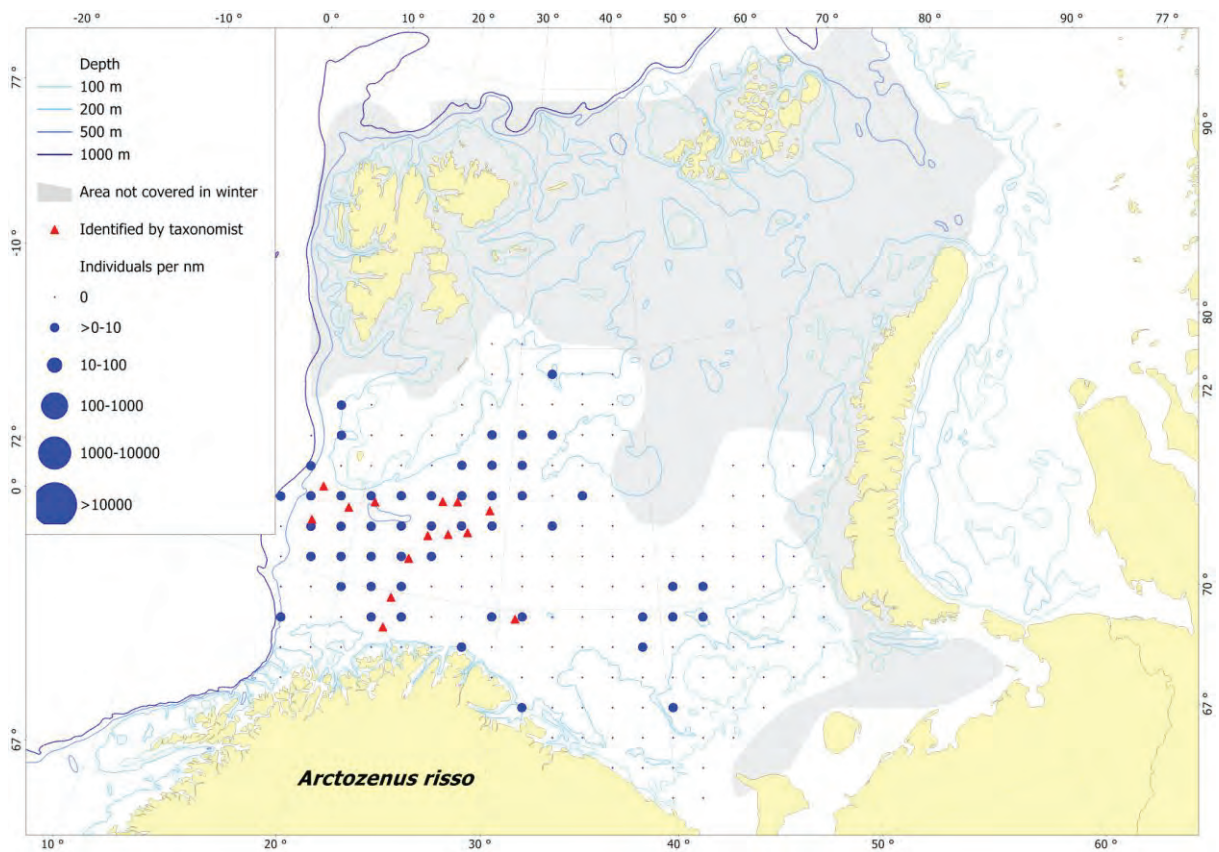 -20 ° -10 ° 0 ° 10 ° 20 ° 30 ° 40 ° 50 ° 60 ° 70 ° 80 ° 90 ° 77 °
Depth
100 m
200 m
500 m
1000 m
Area not covered in winter
Identified by taxonomist
Individuals per nm
0
>0-10
10-100
100-1000
1000-10000
>10000
77 °
-10 °
72 °
0 °
67 °
90 °
80 °
72 °
70 °
67 °
Arctozenus risso
10 ° 20 ° 30 ° 40 ° 50 ° 60 °